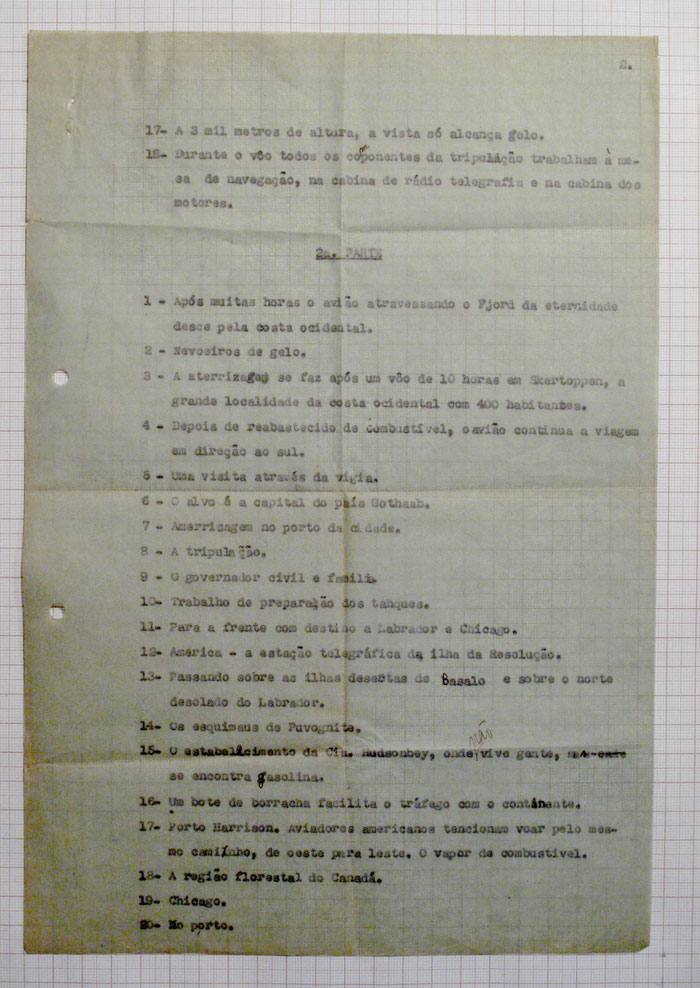 2.
17- A 3 mil metros de altura, a vista só alcança gelo.
18- Durante o vôo todos os componentes da tripulação trabalham à me-
sa de navegação, na cabina de rádio telegrafia e na cabina dos
motores.
2a. PARTE
1 - Após muitas horas o avião atravessando o Fjord da eternidade
desce pela costa ocidental.
2 - Nevoeiros de gelo.
3 - A aterrizagem se faz após um vôo de 10 horas em Skertoppen, a
grande localidade da costa ocidental com 400 habitantes.
4 - Depois de reabastecido de combustível, oavião continua a viagem
em direção ao sul.
5 - Uma visita através da vigia.
6 - O alvo é a capital do país Gothaab.
7 - Amerricagem no porto da cidade.
8 - A tripulação.
9 - O governador civil e famili.
10- Trabalho de preparação dos tanques.
11- Para a frente com destino a Labrador e Chicago.
12- América - a estação telegráfica da ilha da Resolução.
13- Passando sobre as ilhas desertas de Basalo e sobre o norte
desolado do Labrador.
14- Os esquimaus de Puvognite.
15- O estabelicimento da Cia. Hudsonbey, onde não vive gente,
se encontra gasolina.
16- Um bote de borracha facilita o tráfego com o continente.
17- Porto Harrison. Aviadores americanos tencionam voar pelo mes-
mo caminho, de oeste para leste. O vapor de combustivel.
18- A região florestal do Canadá.
19- Chicago.
20- No porto.